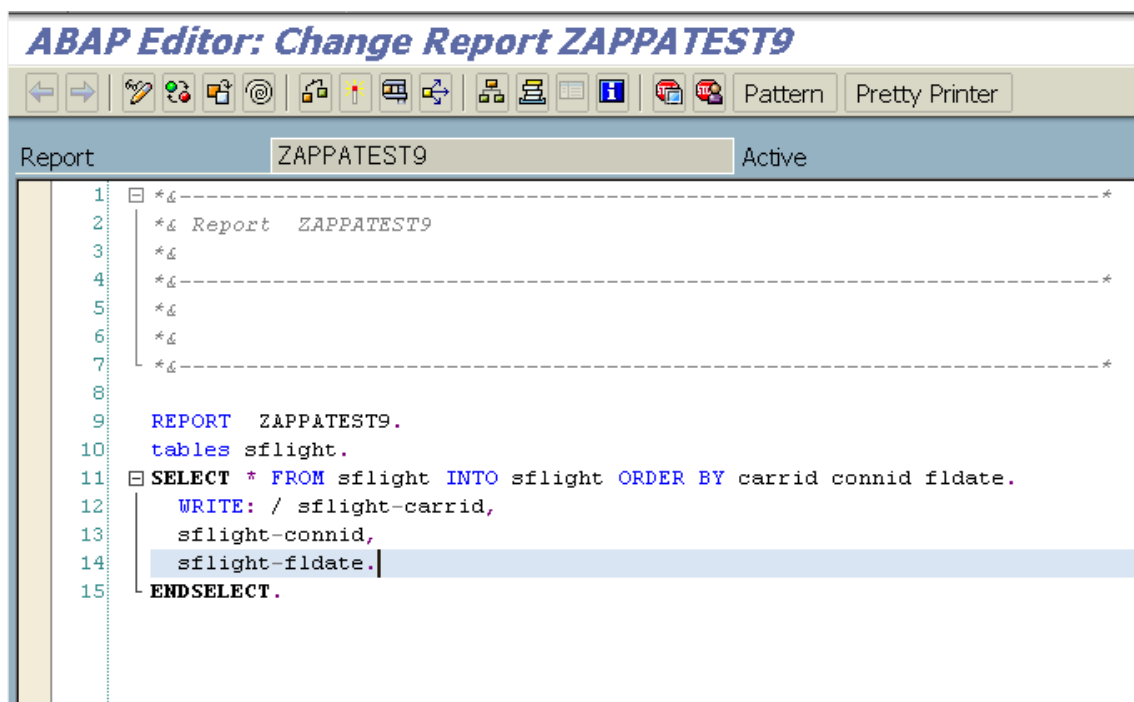 ABAP Editor: Change Report ZAPPATEST9
Pattern Pretty Printer
Report ZAPPATEST9 Active
1 *&---------------------------------------------------------------------*
2 *& Report  ZAPPATEST9
3 *&
4 *&---------------------------------------------------------------------*
5 *&
6 *&
7 *&---------------------------------------------------------------------*
8
9 REPORT  ZAPPATEST9.
10 tables sflight.
11 SELECT * FROM sflight INTO sflight ORDER BY carrid connid fldate.
12   WRITE: / sflight-carrid,
13   sflight-connid,
14   sflight-fldate.
15 ENDSELECT.